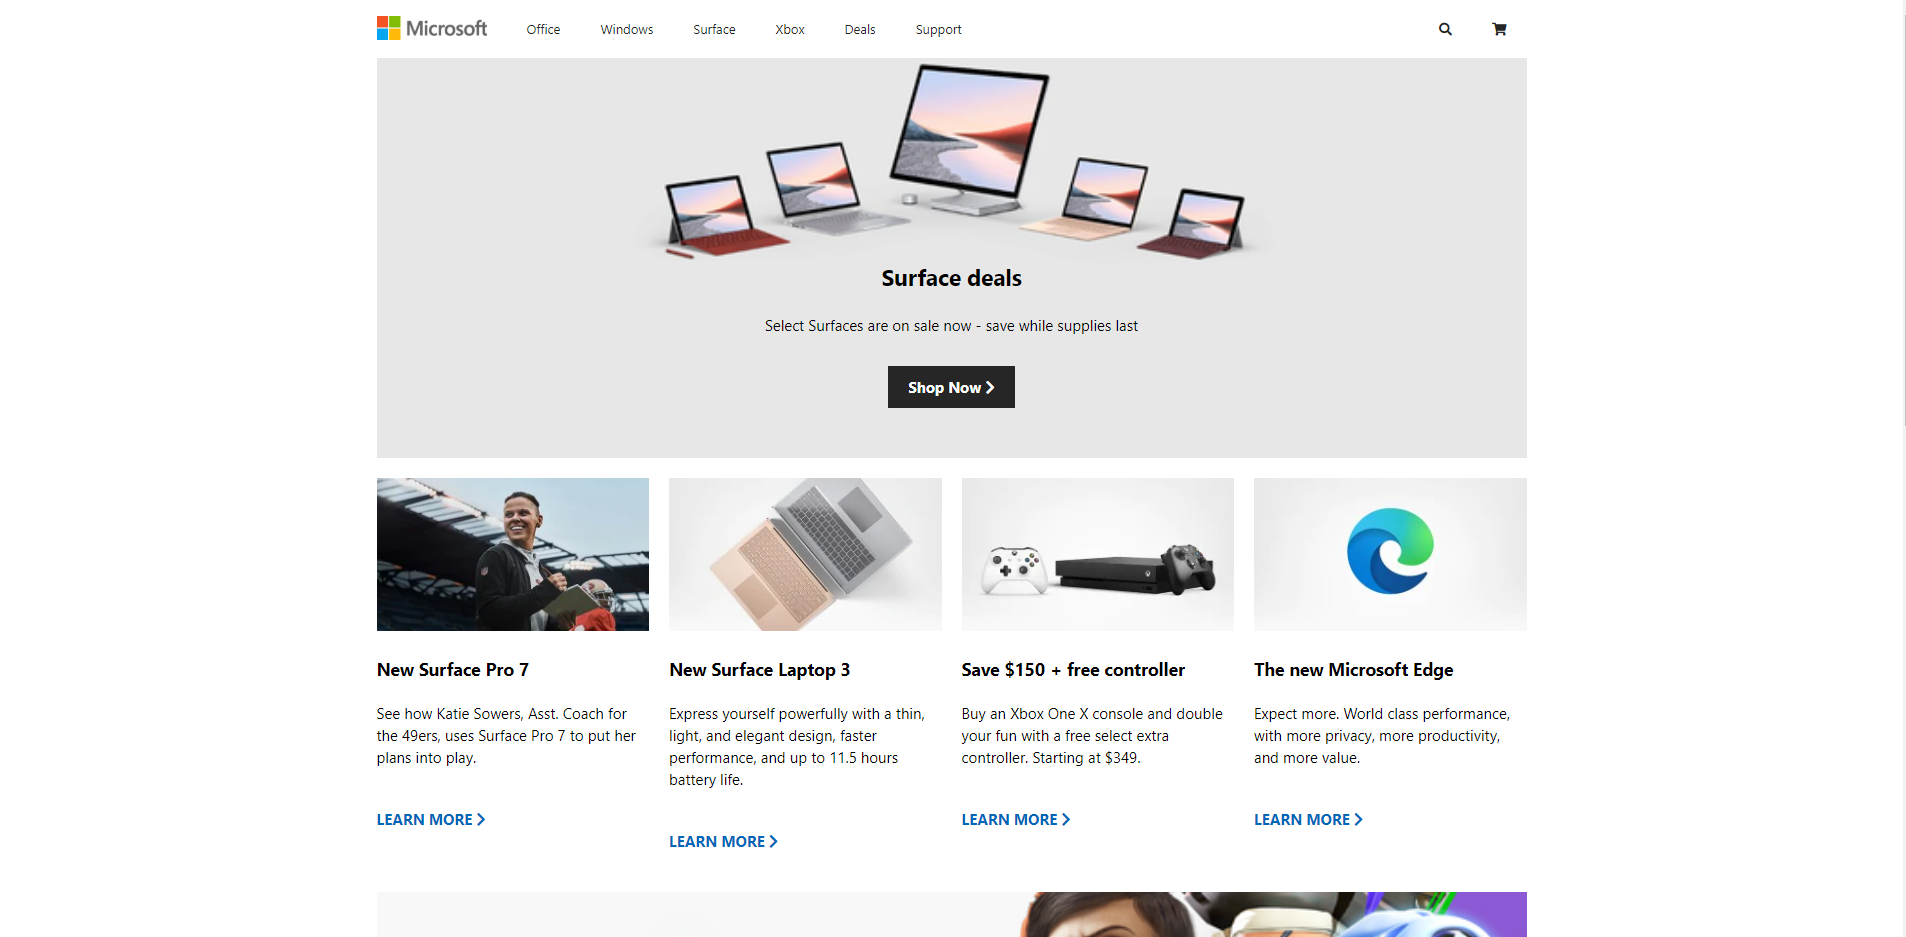 Microsoft
Office
Windows
Surface
Xbox
Deals
Support
Surface deals
Select Surfaces are on sale now - save while supplies last
Shop Now
New Surface Pro 7
See how Katie Sowers, Asst. Coach for
the 49ers, uses Surface Pro 7 to put her
plans into play.
LEARN MORE
New Surface Laptop 3
Express yourself powerfully with a thin,
light, and elegant design, faster
performance, and up to 11.5 hours
battery life.
LEARN MORE
Save $150 + free controller
Buy an Xbox One X console and double
your fun with a free select extra
controller. Starting at $349.
LEARN MORE
The new Microsoft Edge
Expect more. World class performance,
with more privacy, more productivity,
and more value.
LEARN MORE